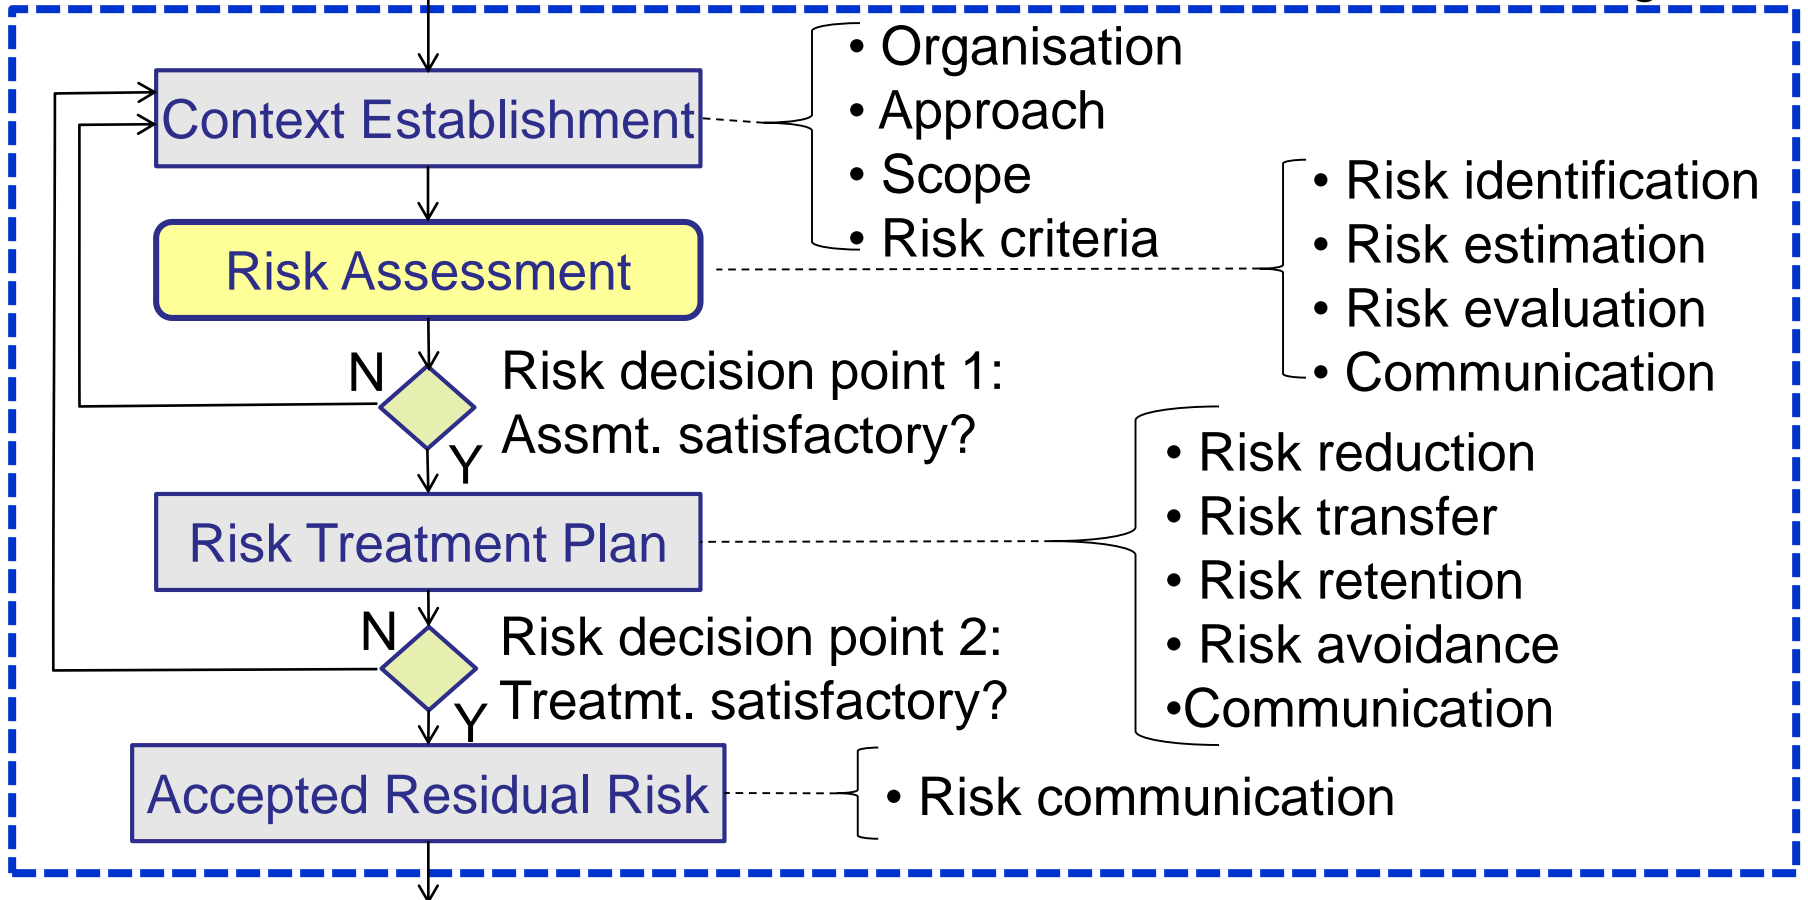 Context Establishment
• Organisation
• Approach
• Scope
• Risk criteria
Risk Assessment
• Risk identification
• Risk estimation
• Risk evaluation
• Communication
N
Risk decision point 1:
Assmt. satisfactory?
Y
Risk Treatment Plan
• Risk reduction
• Risk transfer
• Risk retention
• Risk avoidance
•Communication
N
Risk decision point 2:
Treatmt. satisfactory?
Y
Accepted Residual Risk
• Risk communication